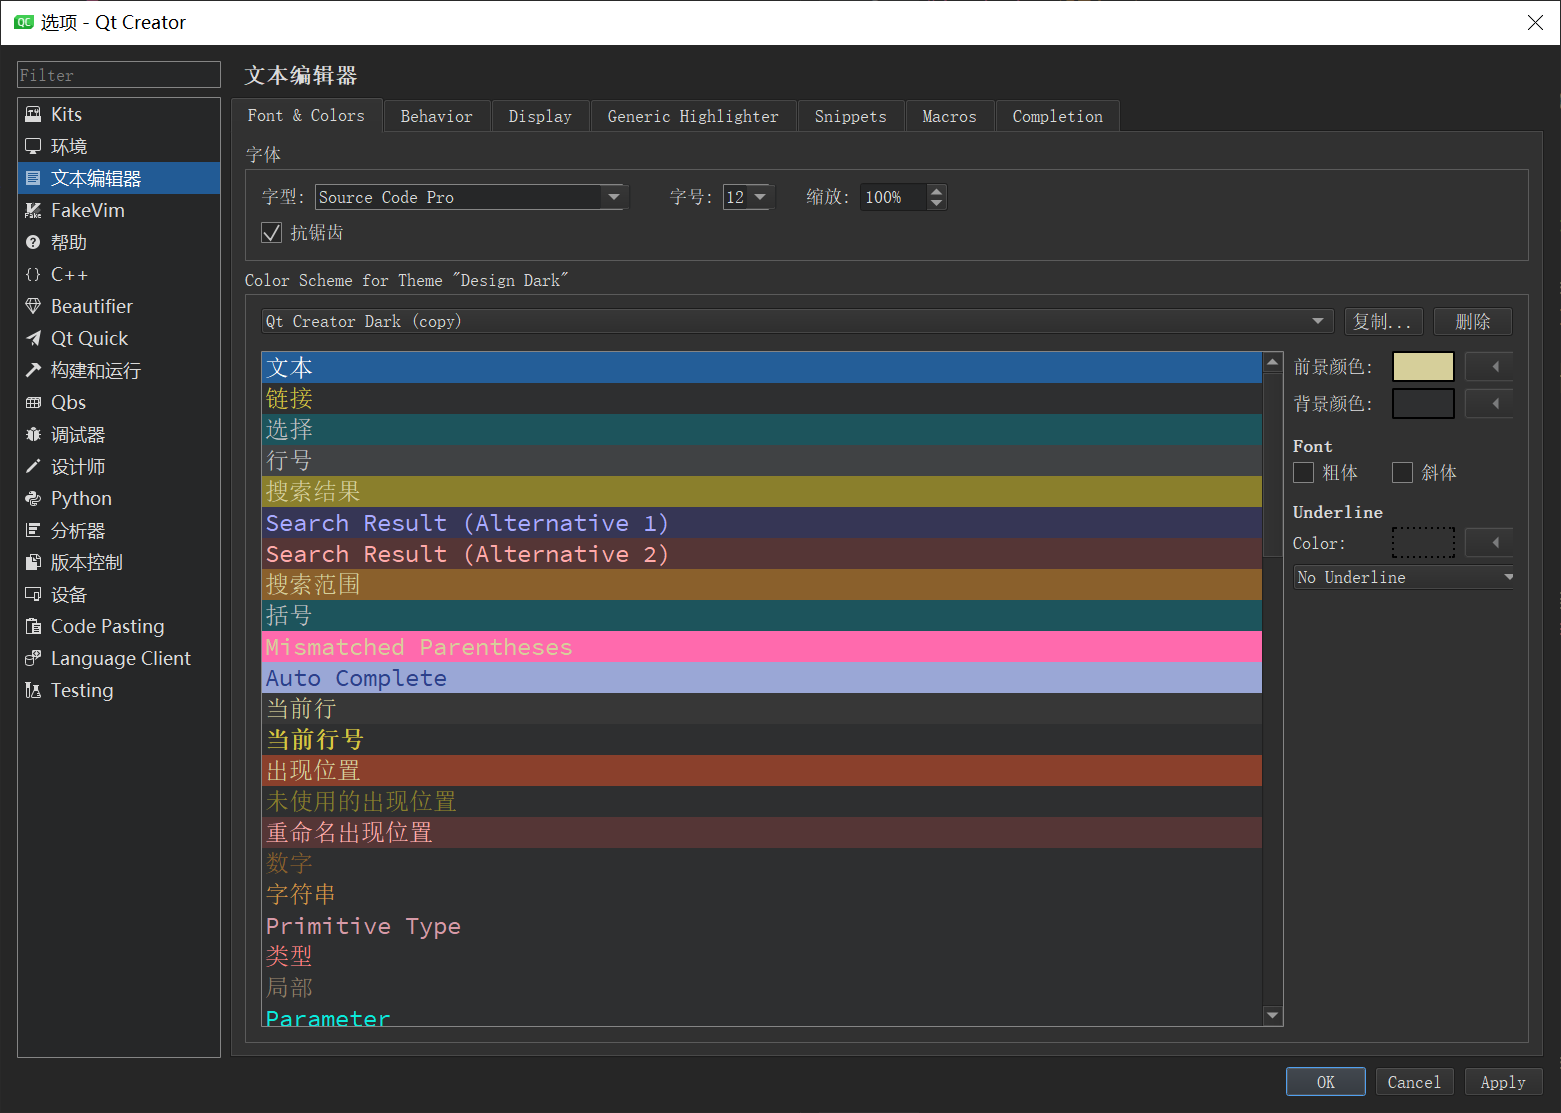 选项 - Qt Creator
Filter
Kits
环境
文本编辑器
FakeVim
帮助
C++
Beautifier
Qt Quick
构建和运行
Qbs
调试器
设计师
Python
分析器
版本控制
设备
Code Pasting
Language Client
Testing
文本编辑器
Font & Colors Behavior Display Generic Highlighter Snippets Macros Completion
字体
字型: Source Code Pro 字号: 12 缩放: 100%
抗锯齿
Color Scheme for Theme "Design Dark"
Qt Creator Dark (copy) 复制... 删除
文本
链接
选择
行号
搜索结果
Search Result (Alternative 1)
Search Result (Alternative 2)
搜索范围
括号
Mismatched Parentheses
Auto Complete
当前行
当前行号
出现位置
未使用的出现位置
重命名出现位置
数字
字符串
Primitive Type
类型
局部
Parameter
前景颜色:
背景颜色:
Font
粗体 斜体
Underline
Color:
No Underline
OK Cancel Apply